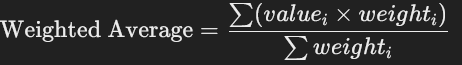 Weighted Average = ∑(value_i × weight_i) / ∑ weight_i